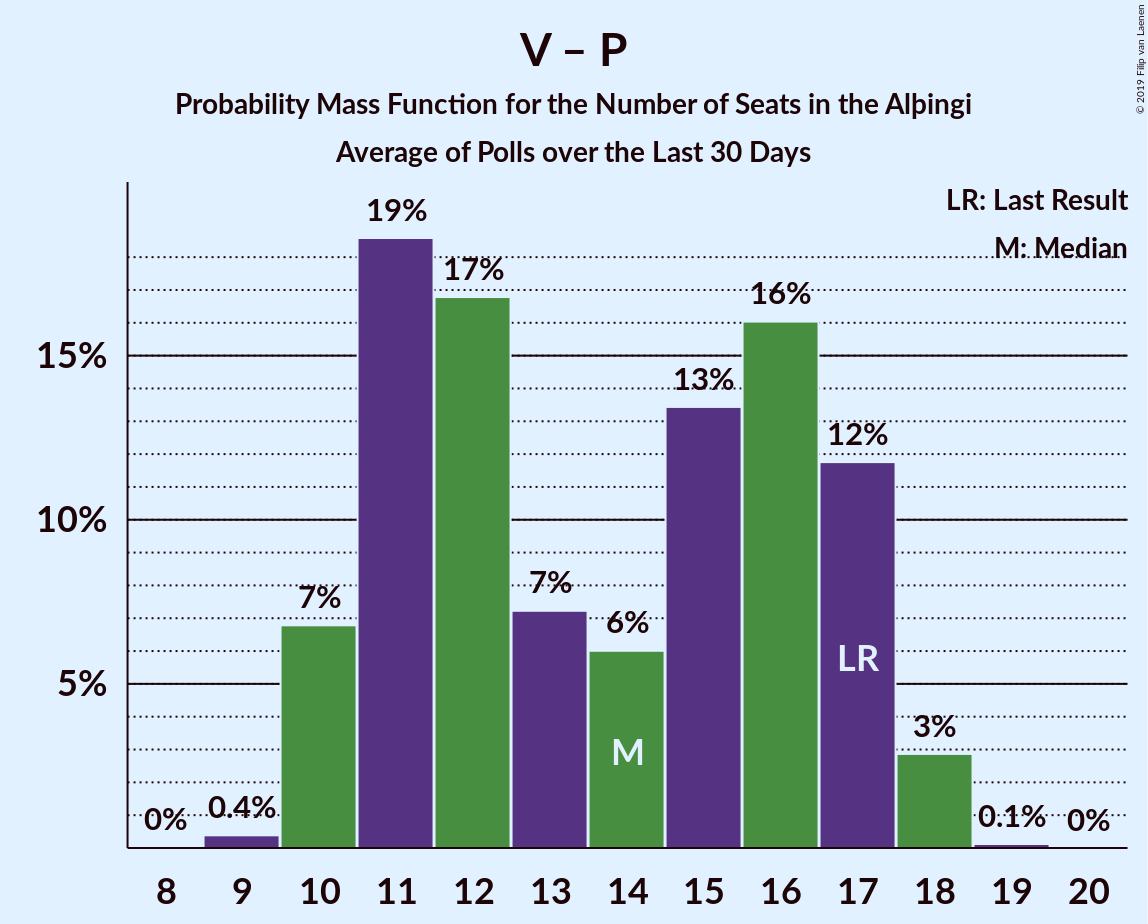 V – P
Probability Mass Function for the Number of Seats in the Alþingi
Average of Polls over the Last 30 Days
© 2019 Filip van Laenen
LR: Last Result
M: Median
15%
10%
5%
0%
0.4%
7%
19%
17%
7%
6%
13%
16%
12%
3%
0.1%
0%
M
LR
8 9 10 11 12 13 14 15 16 17 18 19 20